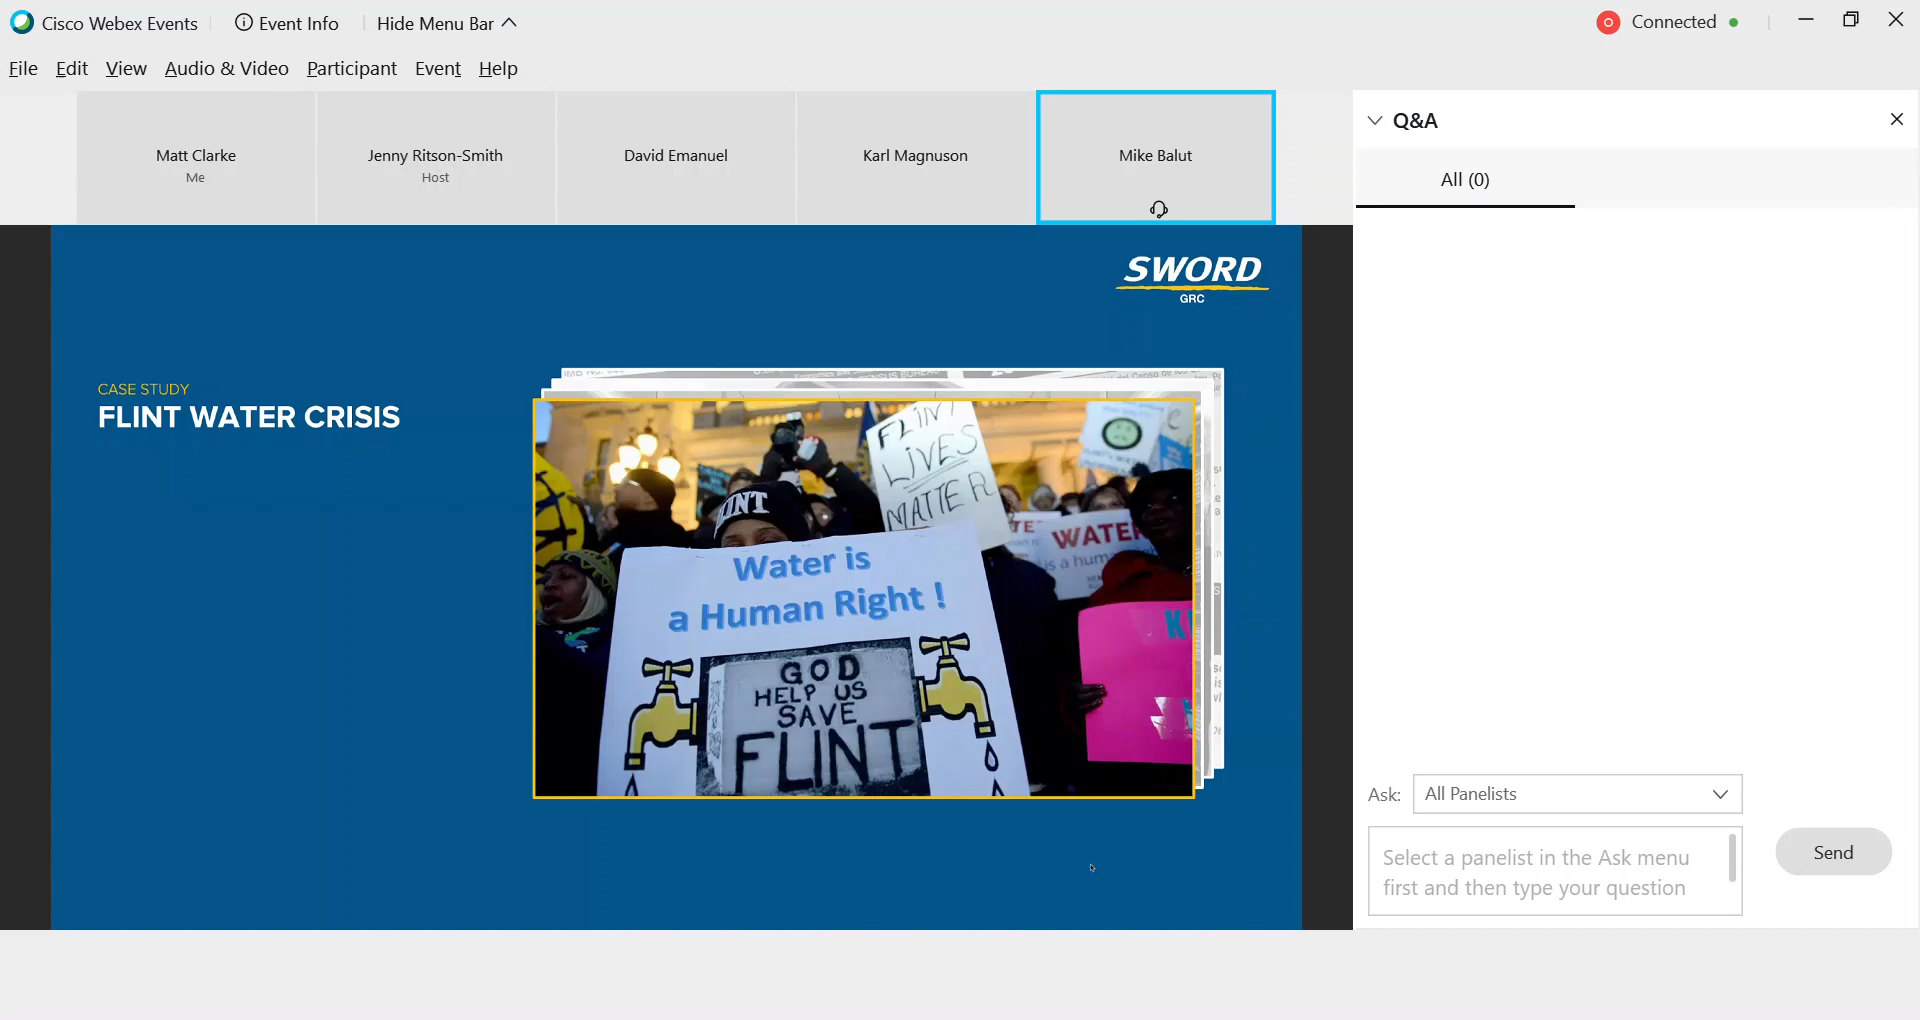 Cisco Webex Events
Event Info
Hide Menu Bar
Connected
File Edit View Audio & Video Participant Event Help
Matt Clarke
Me
Jenny Ritson-Smith
Host
David Emanuel
Karl Magnuson
Mike Balut
Q&A
All (0)
SWORD
GRC
CASE STUDY
FLINT WATER CRISIS
FLINT
LIVES
MATTER
FLINT
WATER
is a huma
Water is
a Human Right !
GOD
HELP US
SAVE
FLINT
Ask:
All Panelists
Select a panelist in the Ask menu
first and then type your question
Send